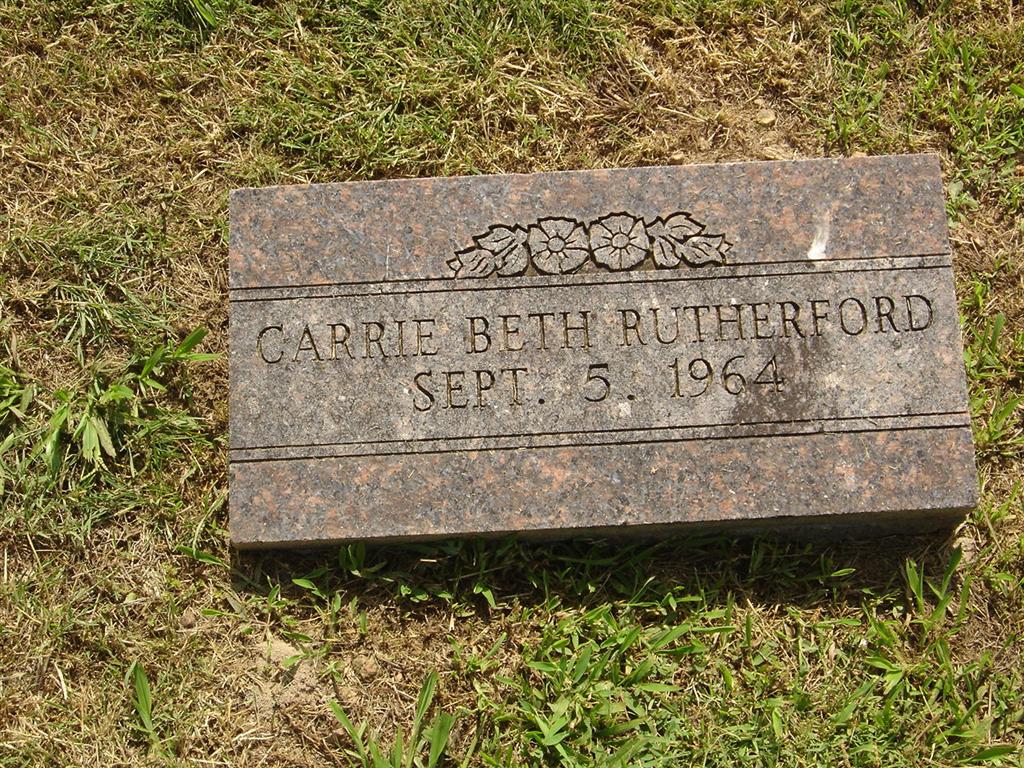 CARRIE BETH RUTHERFORD
SEPT. 5. 1964